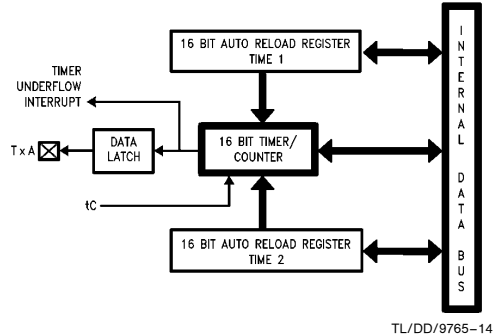 16 BIT AUTO RELOAD REGISTER
TIME 1
TIMER
UNDERFLOW
INTERRUPT
TxA
DATA
LATCH
16 BIT TIMER/
COUNTER
tC
16 BIT AUTO RELOAD REGISTER
TIME 2
INTERNAL DATA BUS
TL/DD/9765-14